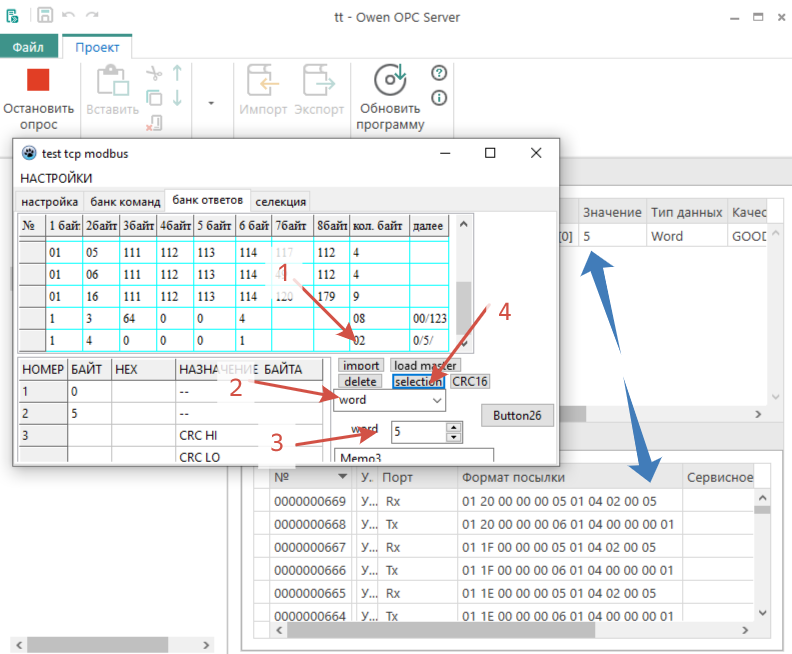 tt - Owen OPC Server
Файл Проект
Остановить опрос
Вставить
Импорт Экспорт
Обновить программу
test tcp modbus
НАСТРОЙКИ
настройка банк команд банк ответов селекция
№ 1 байт 2байт 3байт 4байт 5 байт 6 байт 7байт 8байт кол. байт далее
01 05 111 112 113 114 117 112 4
01 06 111 112 113 114 112 4
01 16 111 112 113 114 120 179 9
1 3 64 0 0 4 08 00/123
1 4 0 0 0 1 02 0/5/
1
2
3
4
НОМЕР БАЙТ HEX НАЗНАЧЕНИЕ БАЙТА
1 0 --
2 5 --
3 CRC HI
CRC LO
import load master
delete selection CRC16
word
word 5
Button26
Memo3
Значение Тип данных Качес
[0] 5 Word GOOD
№ У.. Порт Формат посылки Сервисное
0000000669 У... Rx 01 20 00 00 00 05 01 04 02 00 05
0000000668 У... Tx 01 20 00 00 00 06 01 04 00 00 00 01
0000000667 У... Rx 01 1F 00 00 00 05 01 04 02 00 05
0000000666 У... Tx 01 1F 00 00 00 06 01 04 00 00 00 01
0000000665 У... Rx 01 1E 00 00 00 05 01 04 02 00 05
0000000664 У... Tx 01 1E 00 00 00 06 01 04 00 00 00 01